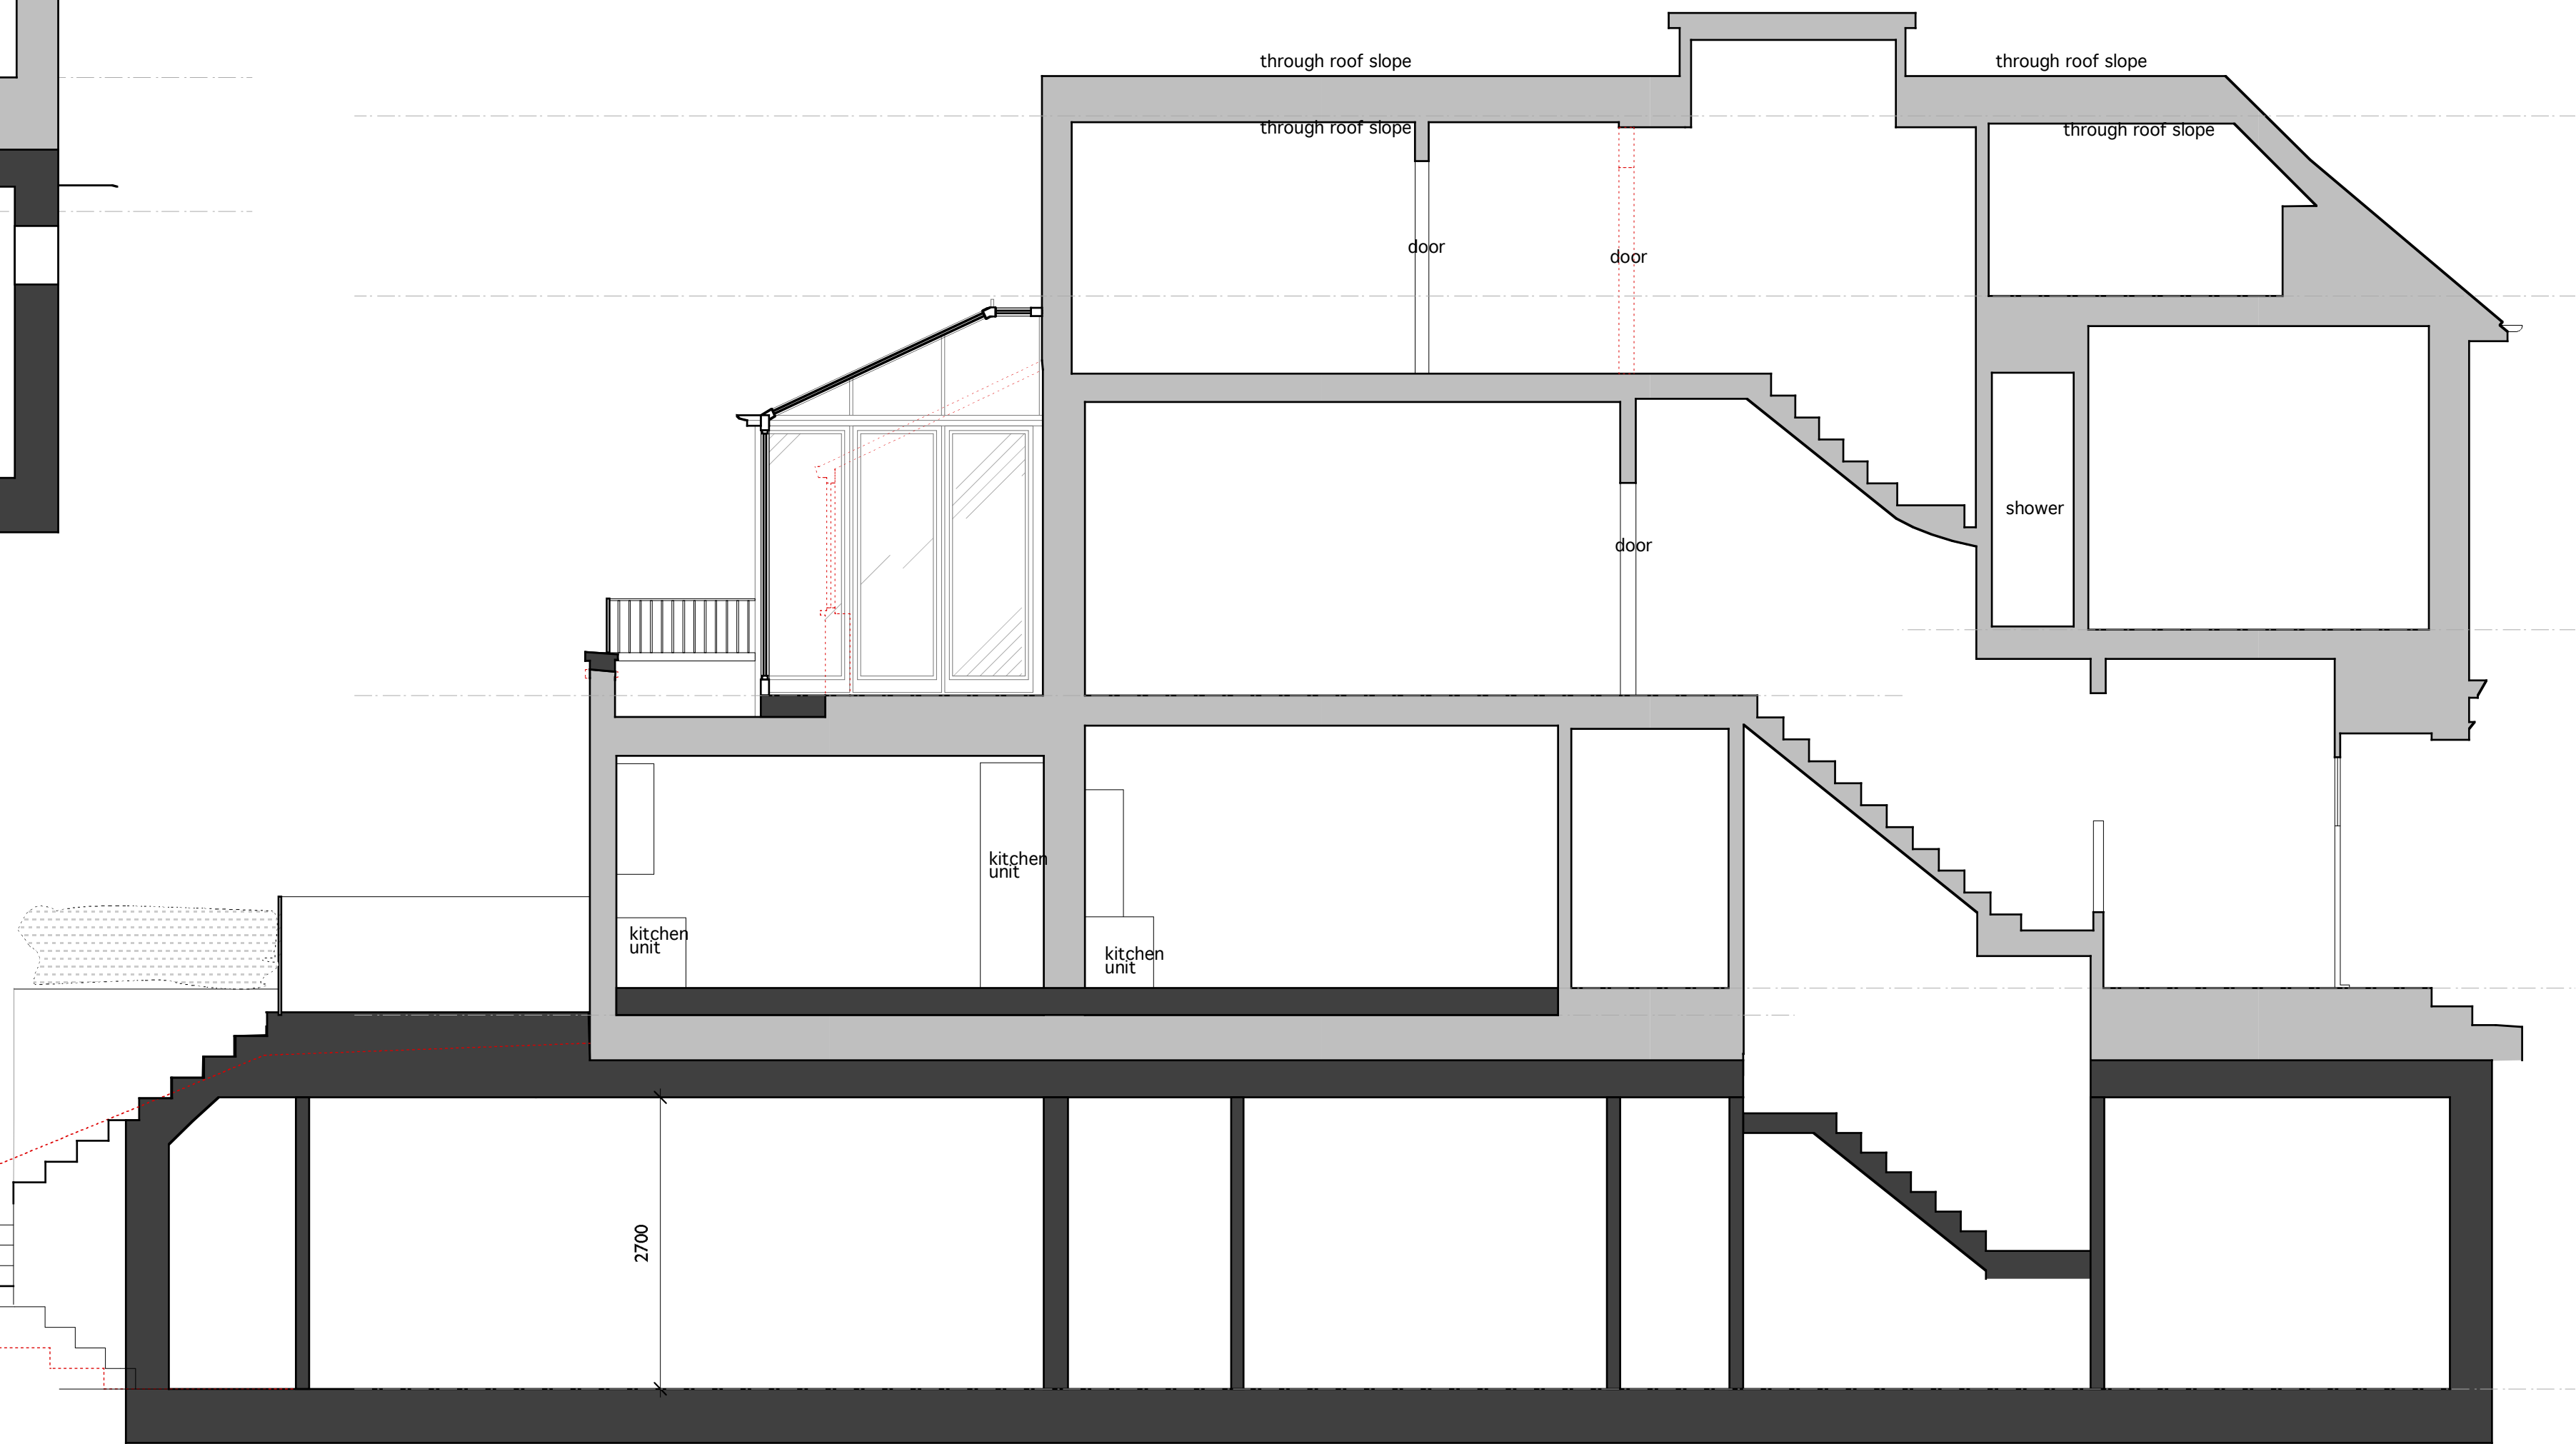 through roof slope
through roof slope
through roof slope
through roof slope
door
door
shower
door
kitchen
unit
kitchen
unit
kitchen
unit
2700